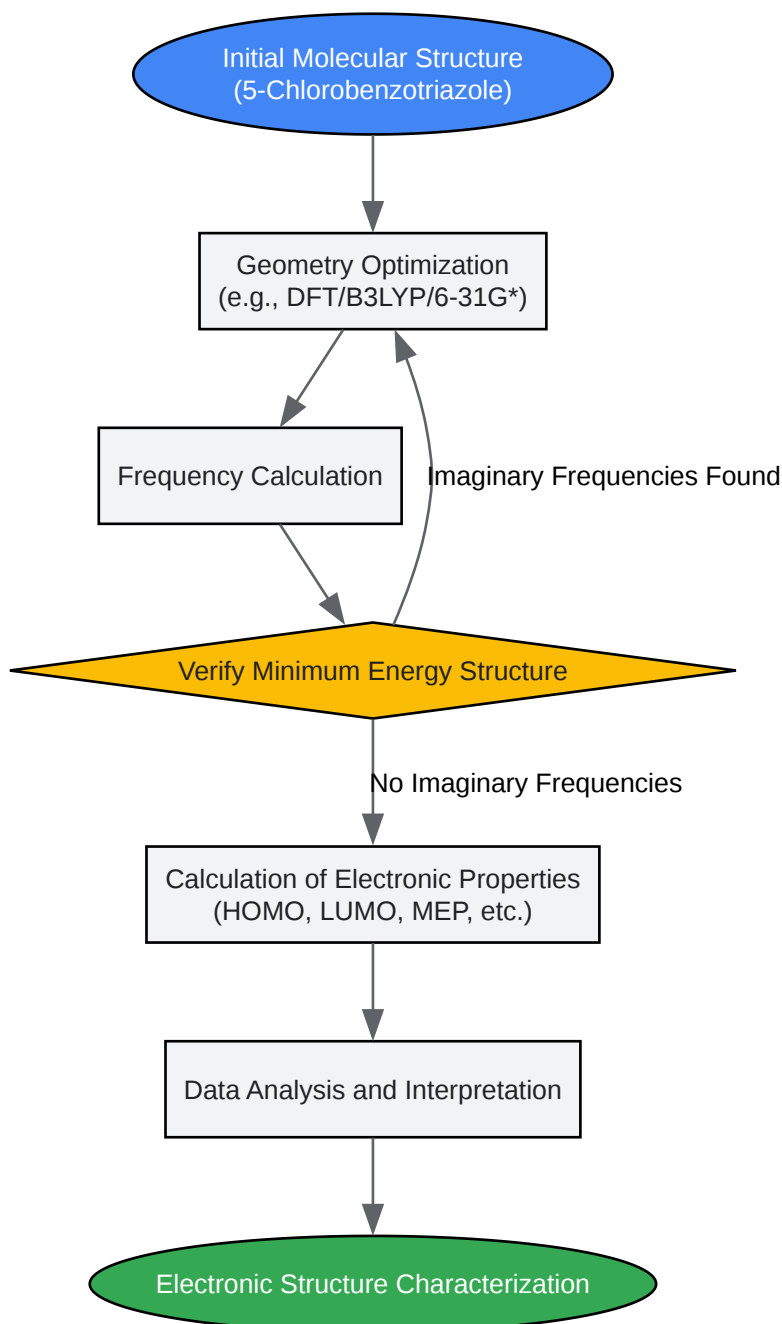 Initial Molecular Structure
(5-Chlorobenzotriazole)
Geometry Optimization
(e.g., DFT/B3LYP/6-31G*)
Frequency Calculation
Imaginary Frequencies Found
Verify Minimum Energy Structure
No Imaginary Frequencies
Calculation of Electronic Properties
(HOMO, LUMO, MEP, etc.)
Data Analysis and Interpretation
Electronic Structure Characterization